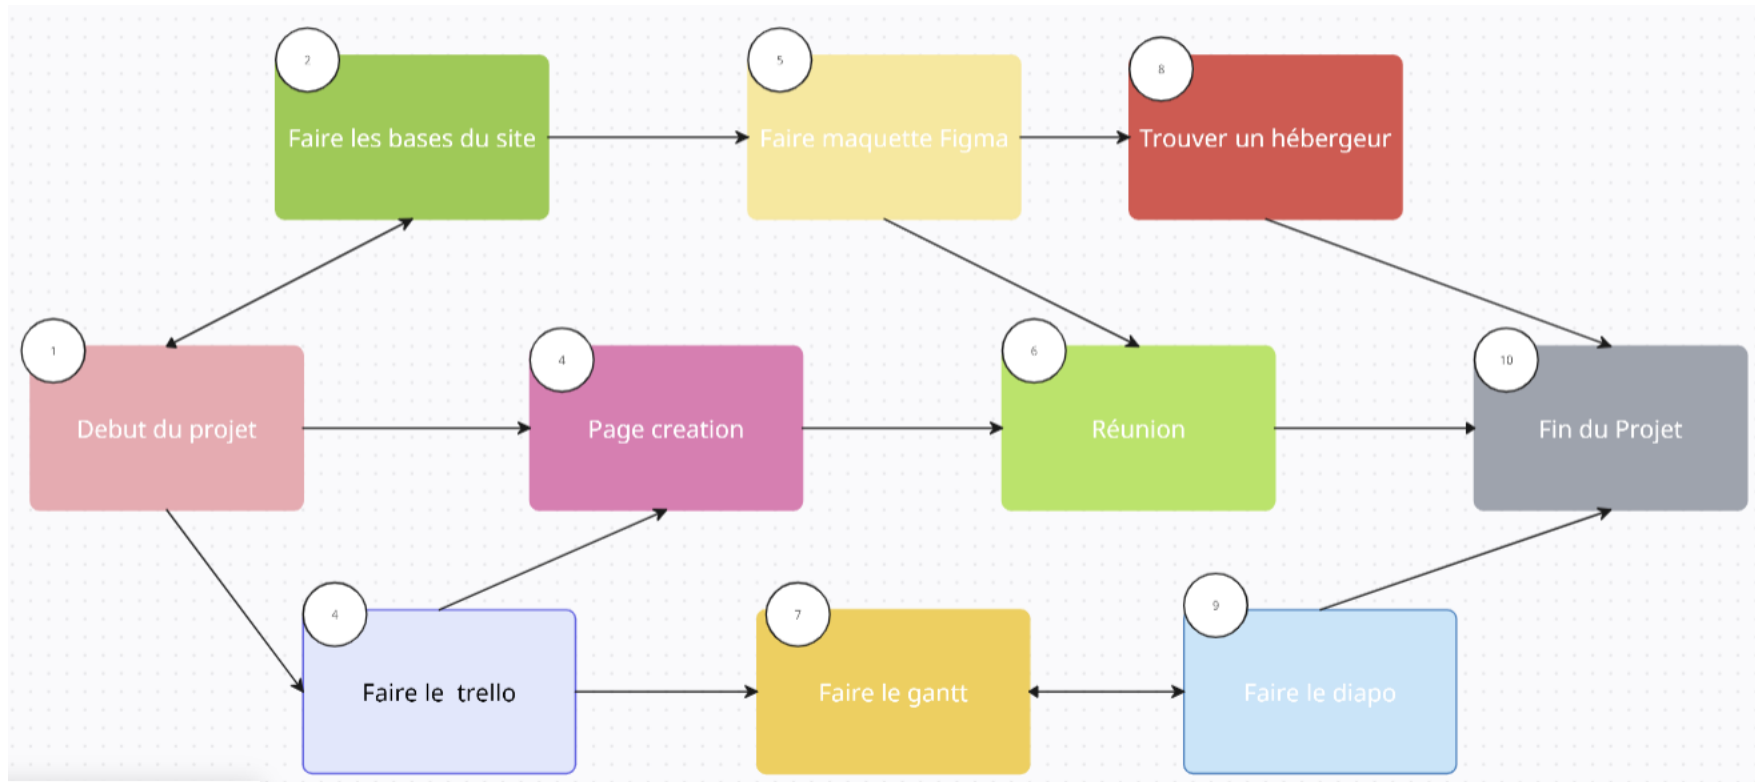 2
Faire les bases du site
5
Faire maquette Figma
8
Trouver un hébergeur
1
Debut du projet
4
Page creation
6
Réunion
10
Fin du Projet
4
Faire le  trello
7
Faire le gantt
9
Faire le diapo